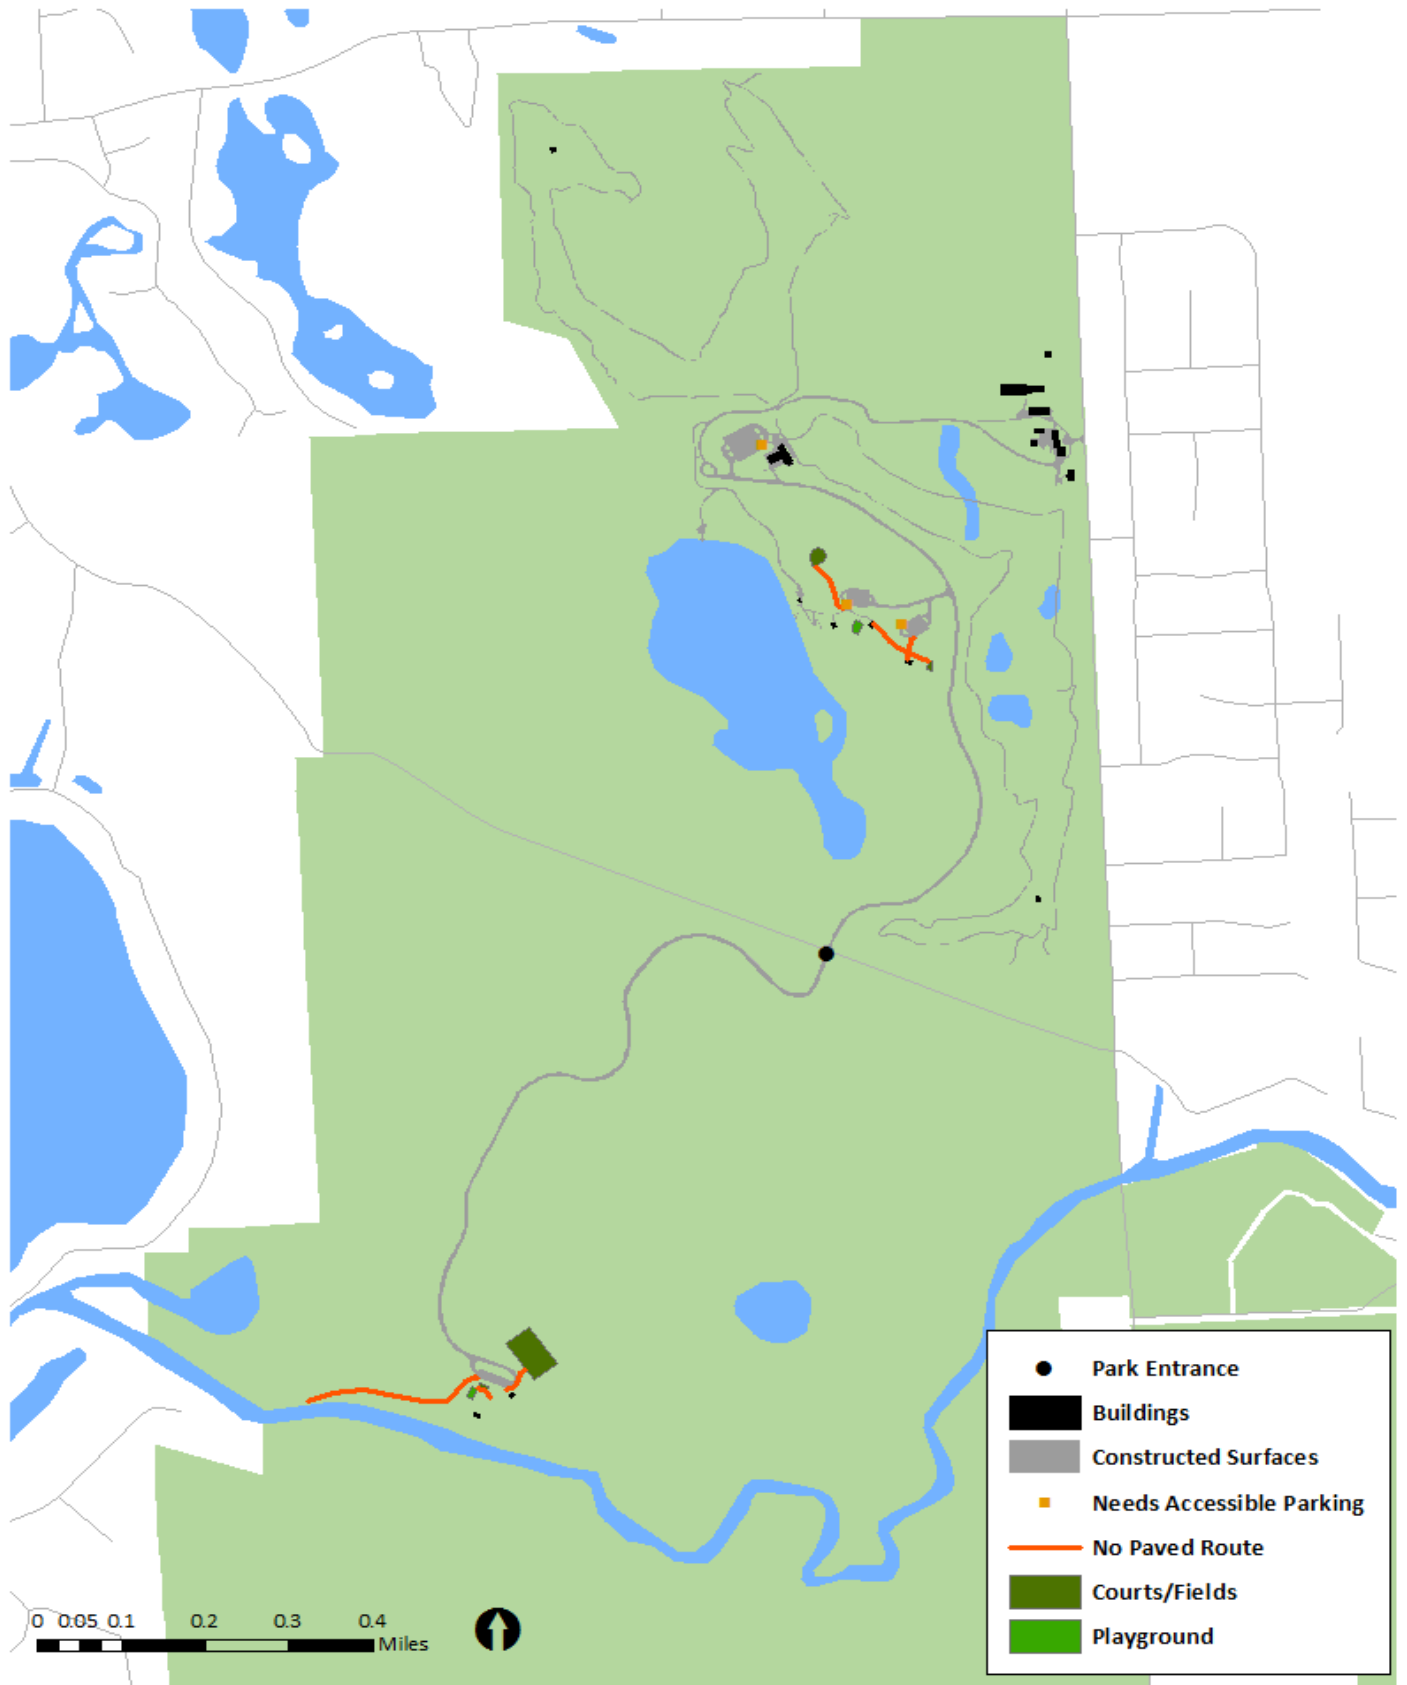 Park Entrance
Buildings
Constructed Surfaces
Needs Accessible Parking
No Paved Route
Courts/Fields
Playground
0 0.05 0.1 0.2 0.3 0.4
Miles